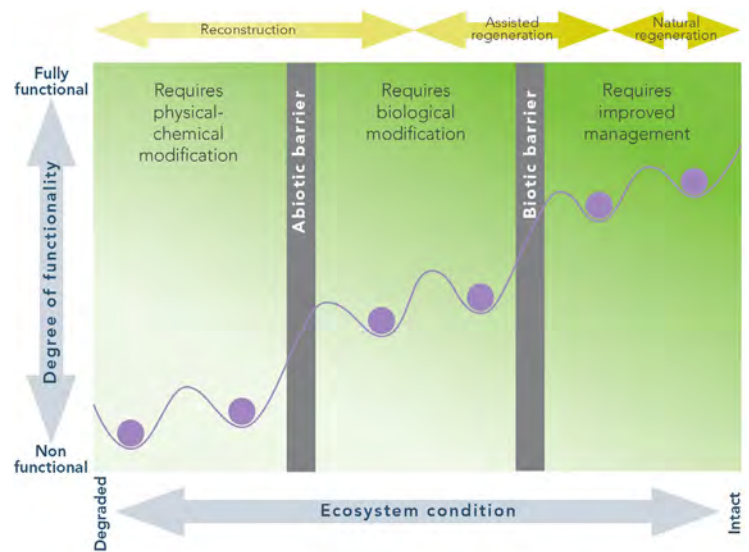 Reconstruction
Assisted
regeneration
Natural
regeneration
Fully
functional
Degree of functionality
Non
functional
Requires
physical-
chemical
modification
Abiotic barrier
Requires
biological
modification
Biotic barrier
Requires
improved
management
Degraded
Ecosystem condition
Intact